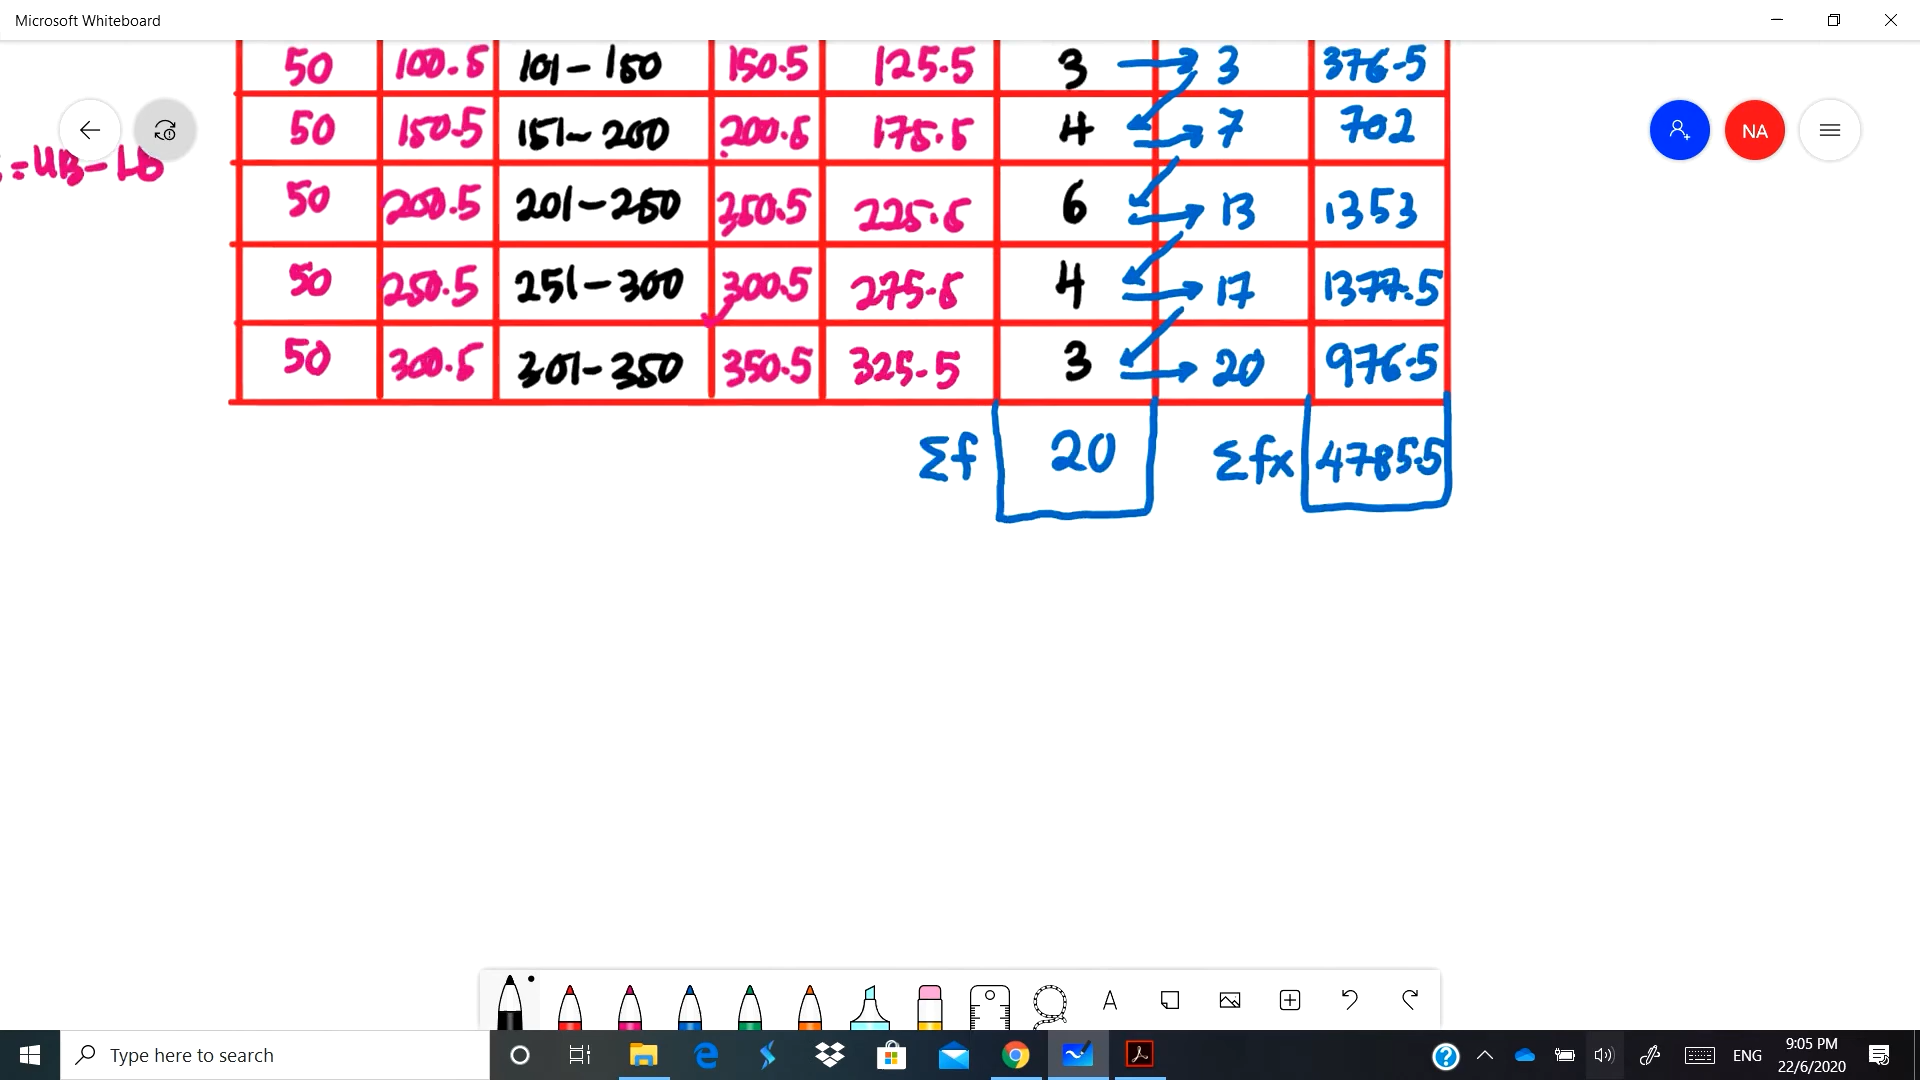 Microsoft Whiteboard
50 100.5 101-150 150.5 125.5 3 3 376.5
50 150.5 151-200 200.5 175.5 4 7 702
= UB - LB
50 200.5 201-250 250.5 225.5 6 13 1353
50 250.5 251-300 300.5 275.5 4 17 1377.5
50 300.5 301-350 350.5 325.5 3 20 976.5
Σf 20 Σfx 4785.5
NA
A
Type here to search
ENG
9:05 PM
22/6/2020